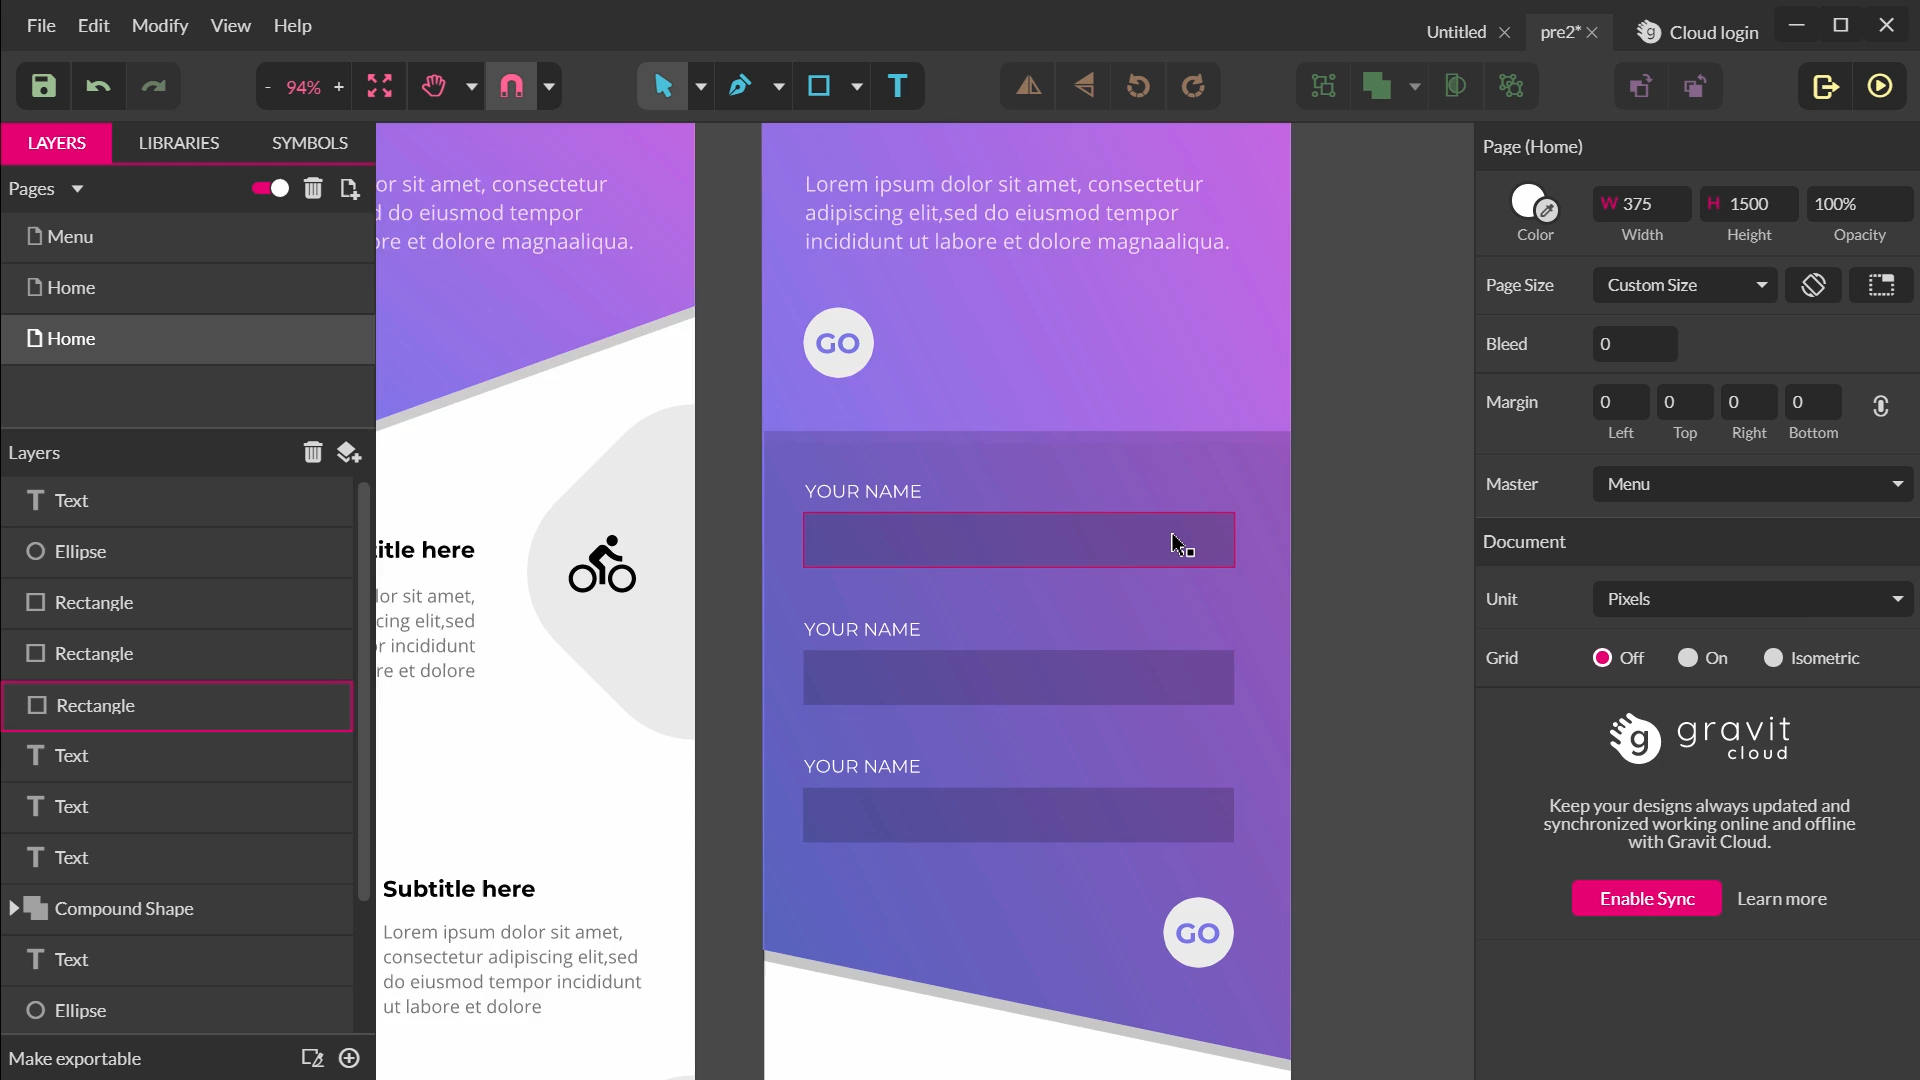 File Edit Modify View Help
Untitled
pre2*
Cloud login
- 94% +
T
LAYERS LIBRARIES SYMBOLS
Pages
Menu
Home
Home
Layers
Text
Ellipse
Rectangle
Rectangle
Rectangle
Text
Text
Text
Compound Shape
Text
Ellipse
Make exportable
or sit amet, consectetur
d do eiusmod tempor
ore et dolore magnaaliqua.
itle here
lor sit amet,
cing elit,sed
r incididunt
re et dolore
Subtitle here
Lorem ipsum dolor sit amet,
consectetur adipiscing elit,sed
do eiusmod tempor incididunt
ut labore et dolore
Lorem ipsum dolor sit amet, consectetur
adipiscing elit,sed do eiusmod tempor
incididunt ut labore et dolore magnaaliqua.
GO
YOUR NAME
YOUR NAME
YOUR NAME
GO
Page (Home)
W 375 H 1500 100%
Color Width Height Opacity
Page Size Custom Size
Bleed 0
Margin 0 0 0 0
Left Top Right Bottom
Master Menu
Document
Unit Pixels
Grid Off On Isometric
g gravit
cloud
Keep your designs always updated and
synchronized working online and offline
with Gravit Cloud.
Enable Sync Learn more